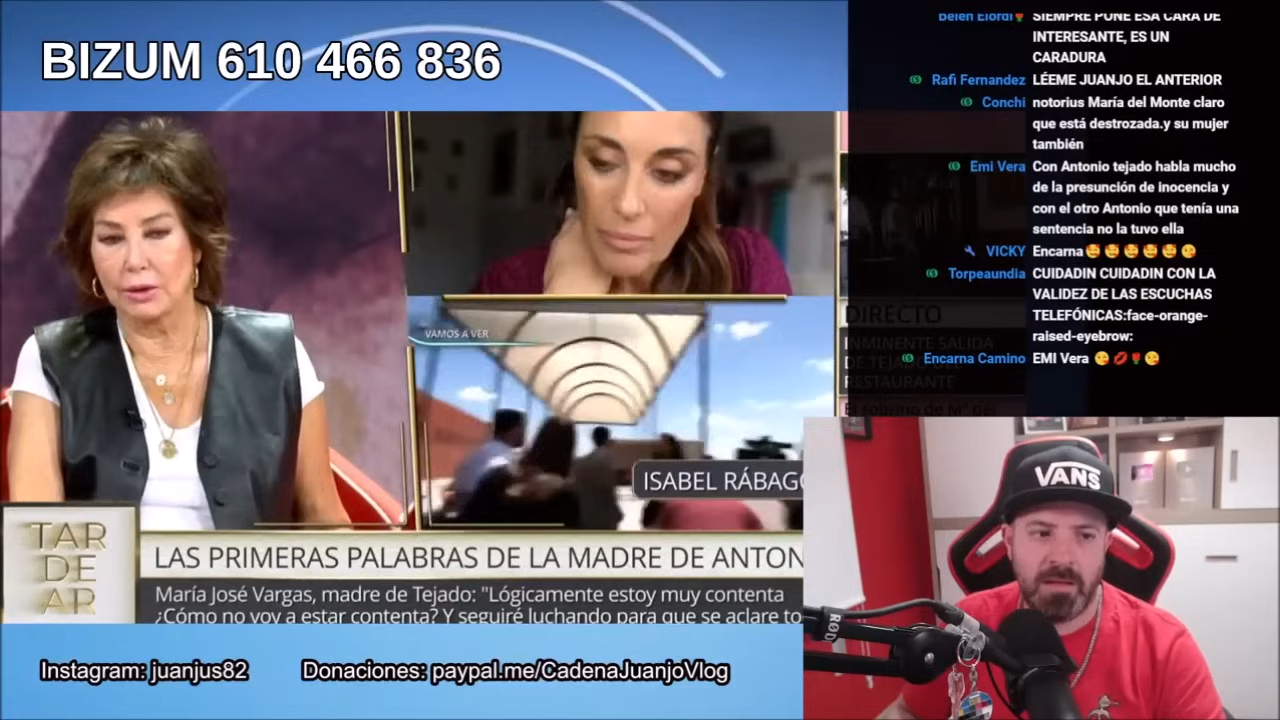 BIZUM 610 466 836
Belén Elordi
SIEMPRE PONE ESA CARA DE
INTERESANTE, ES UN
CARADURA
Rafi Fernandez LÉEME JUANJO EL ANTERIOR
Conchi notorius María del Monte claro
que está destrozada.y su mujer
también
Emi Vera Con Antonio tejado habla mucho
de la presunción de inocencia y
con el otro Antonio que tenía una
sentencia no la tuvo ella
VICKY Encarna🥰🥰🥰🥰🥰😘
Torpeaundia CUIDADIN CUIDADIN CON LA
VALIDEZ DE LAS ESCUCHAS
TELEFÓNICAS:face-orange-
raised-eyebrow:
Encarna Camino EMI Vera 😘💋🌹😘
VAMOS A VER
DIRECTO
INMINENTE SALIDA
DE TEJADO DEL
RESTAURANTE
El sobrino de Mª del
ISABEL RÁBAGO
VANS
RØD
TAR
DE
AR
LAS PRIMERAS PALABRAS DE LA MADRE DE ANTON
María José Vargas, madre de Tejado: "Lógicamente estoy muy contenta
¿Cómo no voy a estar contenta? Y seguiré luchando para que se aclare to
Instagram: juanjus82
Donaciones: paypal.me/CadenaJuanjoVlog